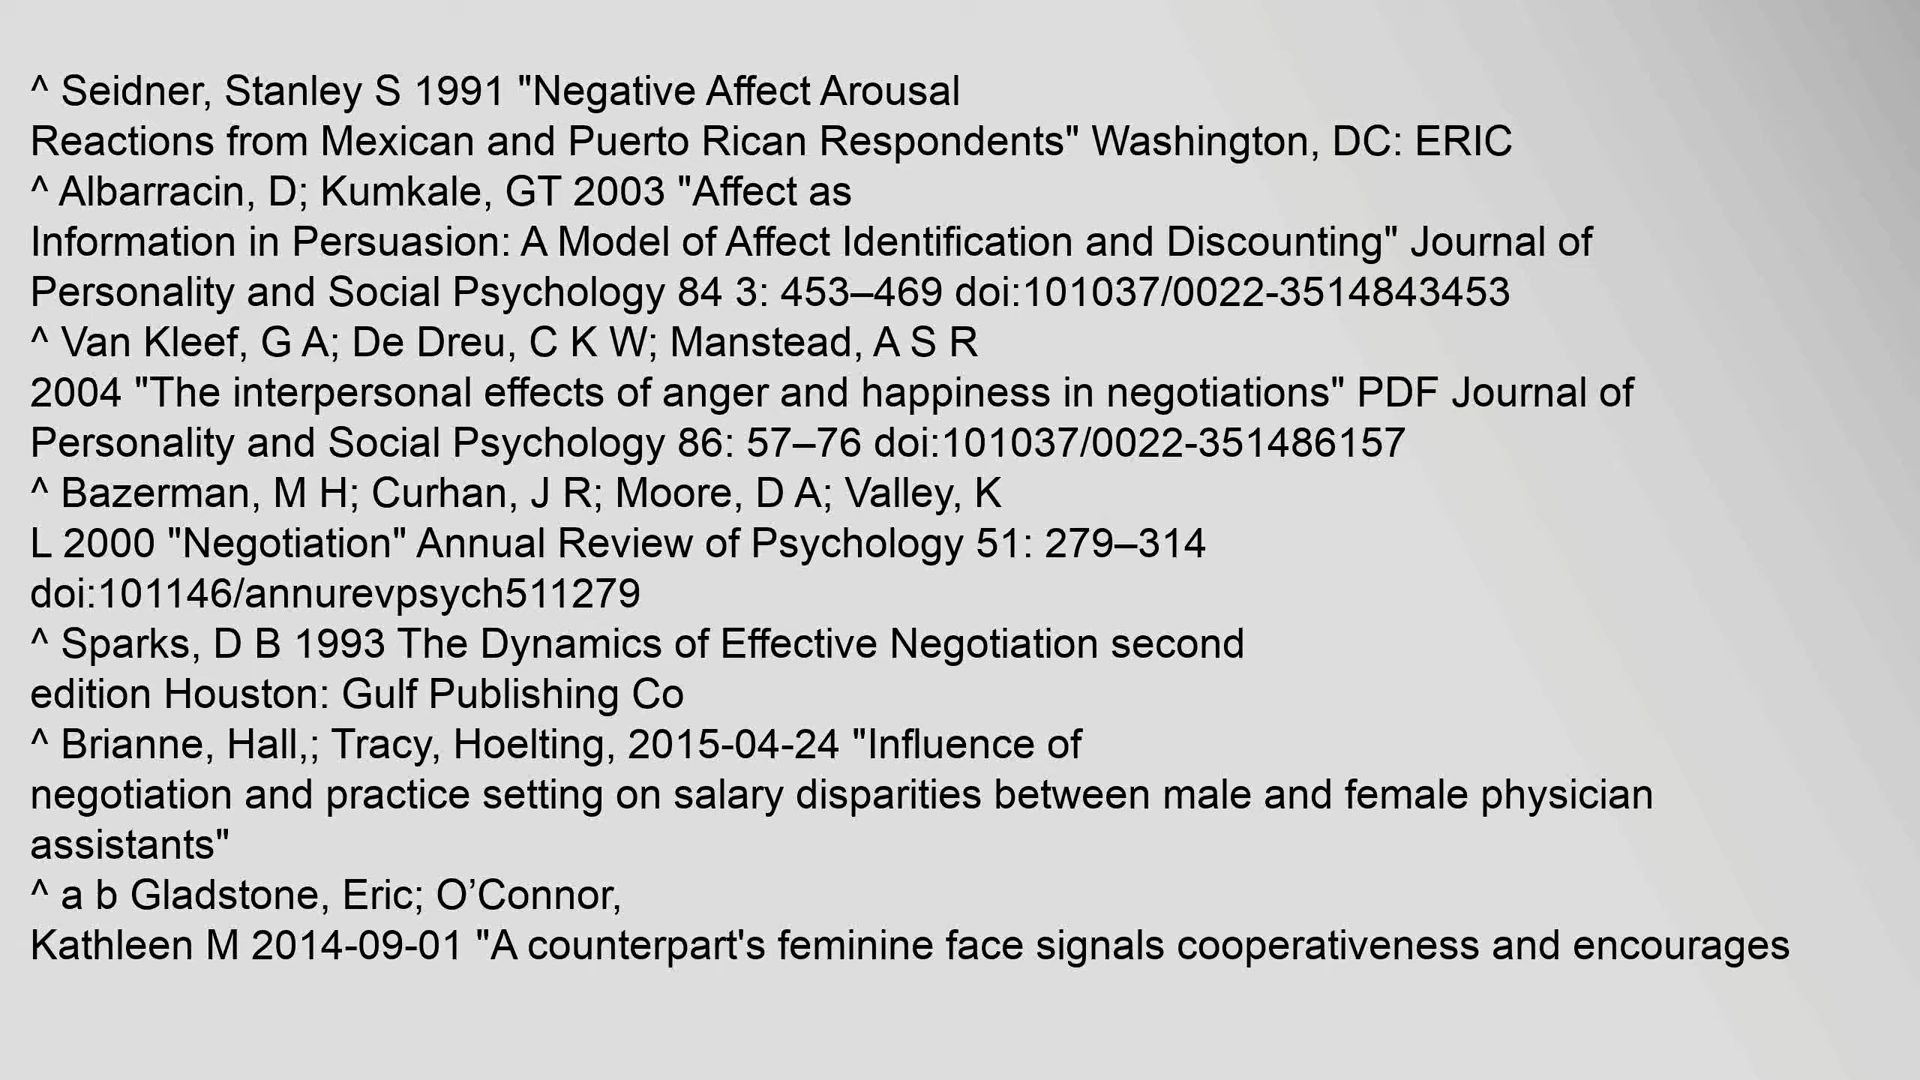 ^ Seidner, Stanley S 1991 "Negative Affect Arousal
Reactions from Mexican and Puerto Rican Respondents" Washington, DC: ERIC
^ Albarracin, D; Kumkale, GT 2003 "Affect as
Information in Persuasion: A Model of Affect Identification and Discounting" Journal of
Personality and Social Psychology 84 3: 453–469 doi:101037/0022-3514843453
^ Van Kleef, G A; De Dreu, C K W; Manstead, A S R
2004 "The interpersonal effects of anger and happiness in negotiations" PDF Journal of
Personality and Social Psychology 86: 57–76 doi:101037/0022-351486157
^ Bazerman, M H; Curhan, J R; Moore, D A; Valley, K
L 2000 "Negotiation" Annual Review of Psychology 51: 279–314
doi:101146/annurevpsych511279
^ Sparks, D B 1993 The Dynamics of Effective Negotiation second
edition Houston: Gulf Publishing Co
^ Brianne, Hall,; Tracy, Hoelting, 2015-04-24 "Influence of
negotiation and practice setting on salary disparities between male and female physician
assistants"
^ a b Gladstone, Eric; O’Connor,
Kathleen M 2014-09-01 "A counterpart's feminine face signals cooperativeness and encourages